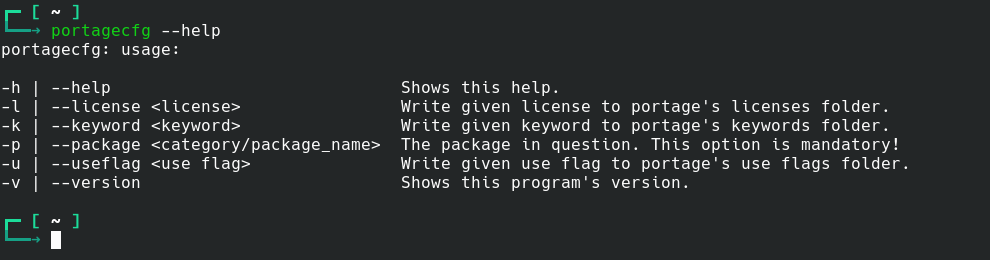 [ ~ ]
→ portagecfg --help
portagecfg: usage:
-h | --help Shows this help.
-l | --license <license> Write given license to portage's licenses folder.
-k | --keyword <keyword> Write given keyword to portage's keywords folder.
-p | --package <category/package_name> The package in question. This option is mandatory!
-u | --useflag <use flag> Write given use flag to portage's use flags folder.
-v | --version Shows this program's version.
[ ~ ]
→